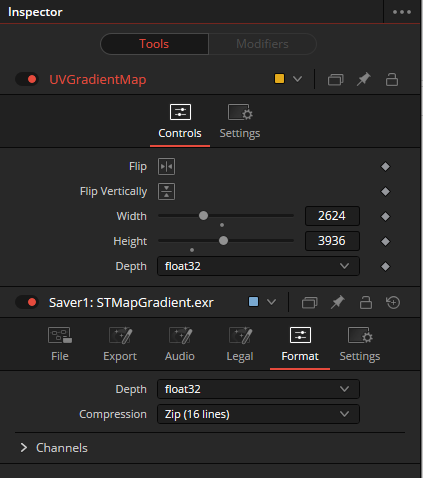 Inspector
Tools Modifiers
UVGradientMap
Controls Settings
Flip
Flip Vertically
Width 2624
Height 3936
Depth float32
Saver1: STMapGradient.exr
File Export Audio Legal Format Settings
Depth float32
Compression Zip (16 lines)
Channels